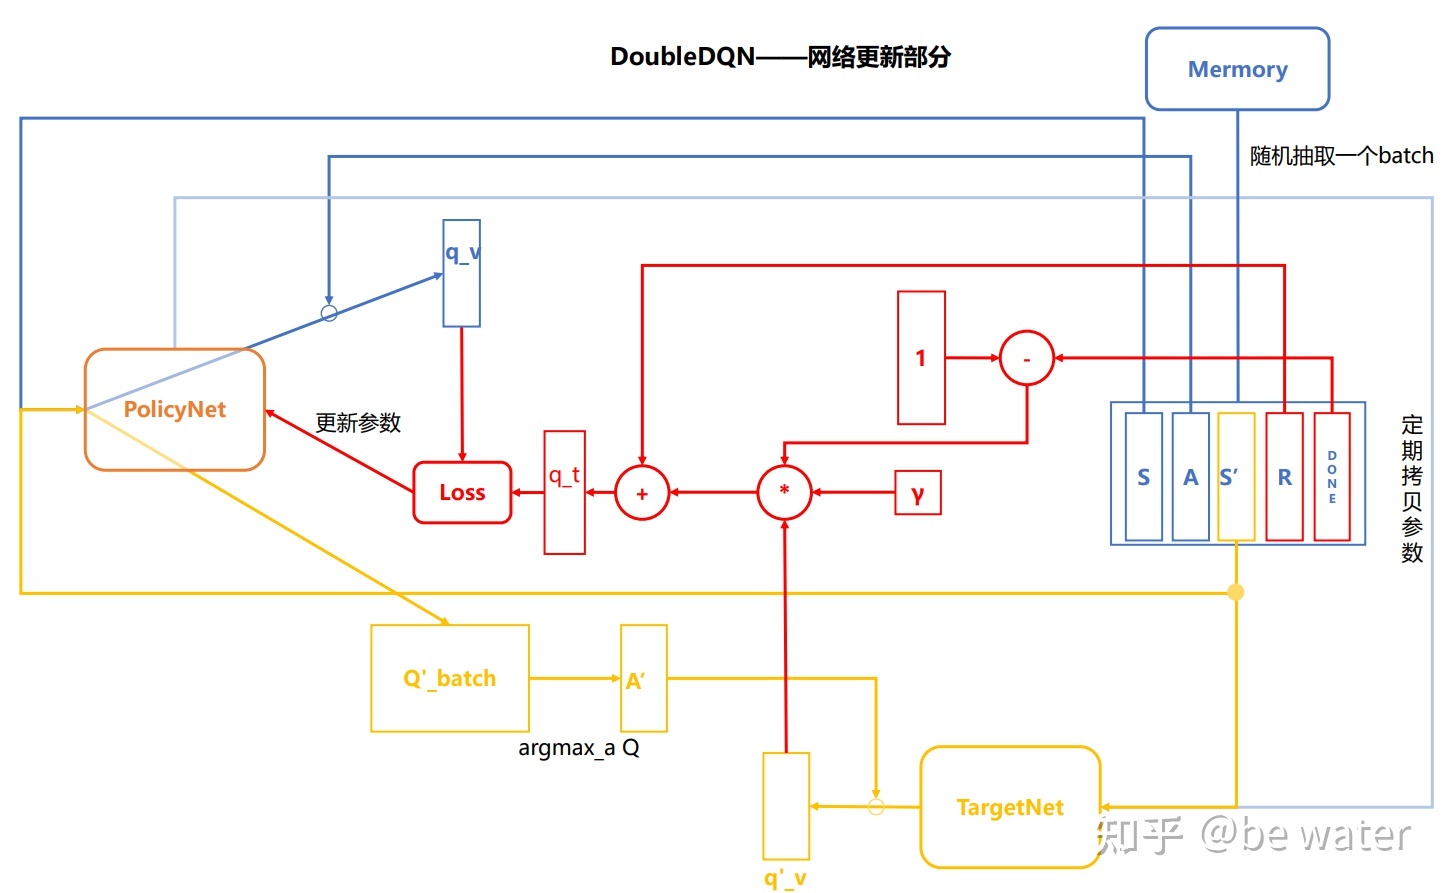 DoubleDQN——网络更新部分
Mermory
随机抽取一个batch
q_v
1
-
PolicyNet
更新参数
Loss
q_t
+
*
γ
S
A
S’
R
DONE
定期拷贝参数
Q'_batch
A’
argmax_a Q
TargetNet
q'_v
知乎 @be water